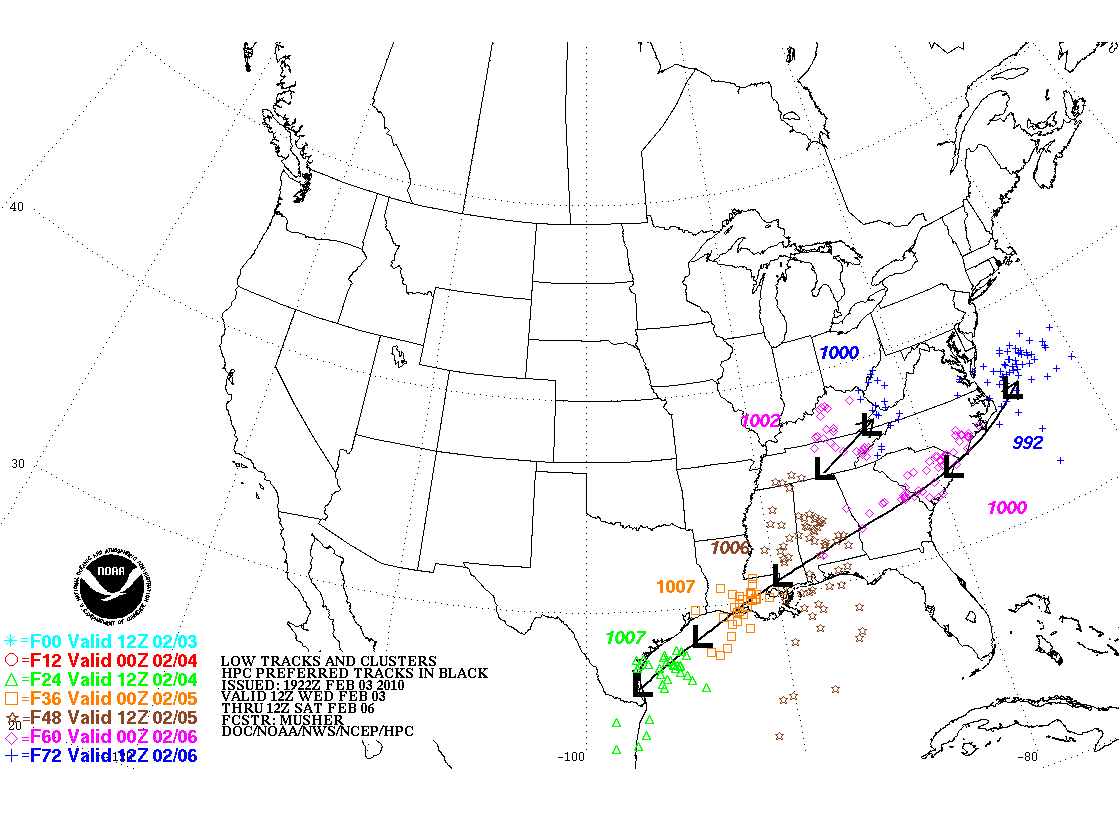 40
30
20
-110
-100
-80
1000
1002
992
1000
1006
1007
1007
NOAA
=F00 Valid 12Z 02/03
=F12 Valid 00Z 02/04
=F24 Valid 12Z 02/04
=F36 Valid 00Z 02/05
=F48 Valid 12Z 02/05
=F60 Valid 00Z 02/06
=F72 Valid 12Z 02/06
LOW TRACKS AND CLUSTERS
HPC PREFERRED TRACKS IN BLACK
ISSUED: 1922Z FEB 03 2010
VALID 12Z WED FEB 03
THRU 12Z SAT FEB 06
FCSTR: MUSHER
DOC/NOAA/NWS/NCEP/HPC
L
L
L
L
L
L
L